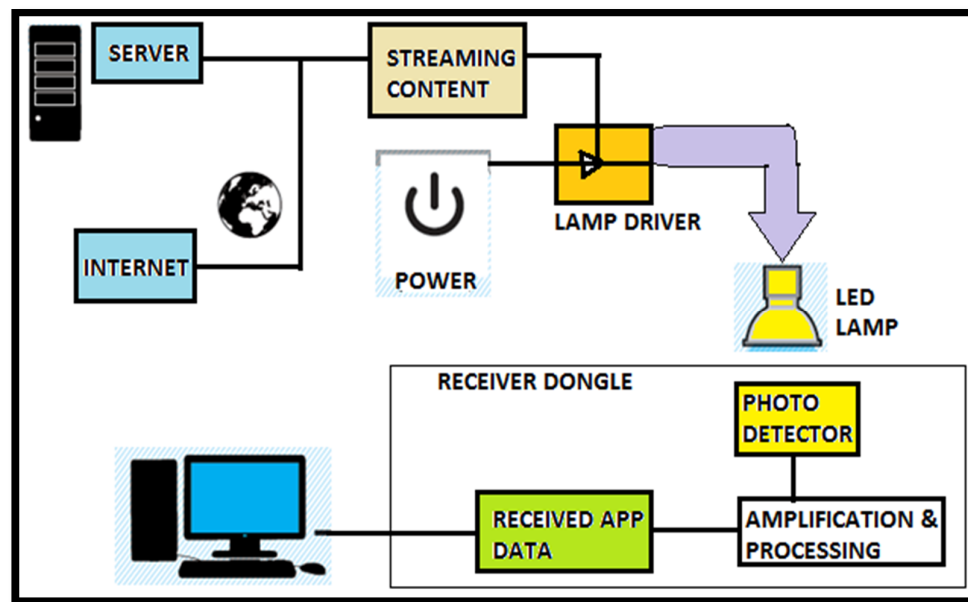 SERVER
STREAMING
CONTENT
INTERNET
POWER
LAMP DRIVER
LED
LAMP
RECEIVER DONGLE
PHOTO
DETECTOR
RECEIVED APP
DATA
AMPLIFICATION &
PROCESSING